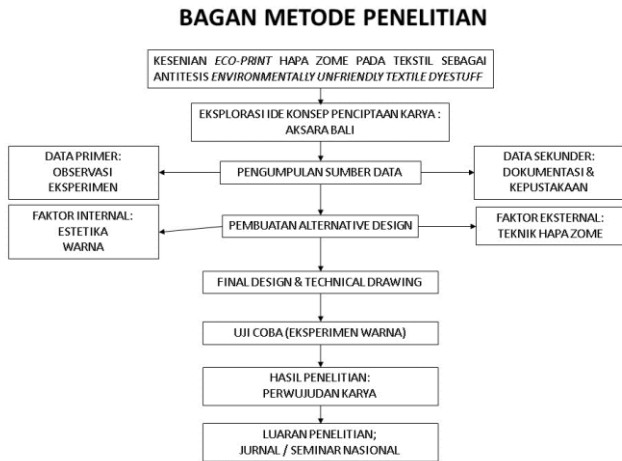 BAGAN METODE PENELITIAN
KESENIAN ECO-PRINT HAPA ZOME PADA TEKSTIL SEBAGAI
ANTITESIS ENVIRONMENTALLY UNFRIENDLY TEXTILE DYESTUFF
EKSPLORASI IDE KONSEP PENCIPTAAN KARYA :
AKSARA BALI
DATA PRIMER:
OBSERVASI
EKSPERIMEN
PENGUMPULAN SUMBER DATA
DATA SEKUNDER:
DOKUMENTASI &
KEPUSTAKAAN
FAKTOR INTERNAL:
ESTETIKA
WARNA
PEMBUATAN ALTERNATIVE DESIGN
FAKTOR EKSTERNAL:
TEKNIK HAPA ZOME
FINAL DESIGN & TECHNICAL DRAWING
UJI COBA (EKSPERIMEN WARNA)
HASIL PENELITIAN:
PERWUJUDAN KARYA
LUARAN PENELITIAN;
JURNAL / SEMINAR NASIONAL